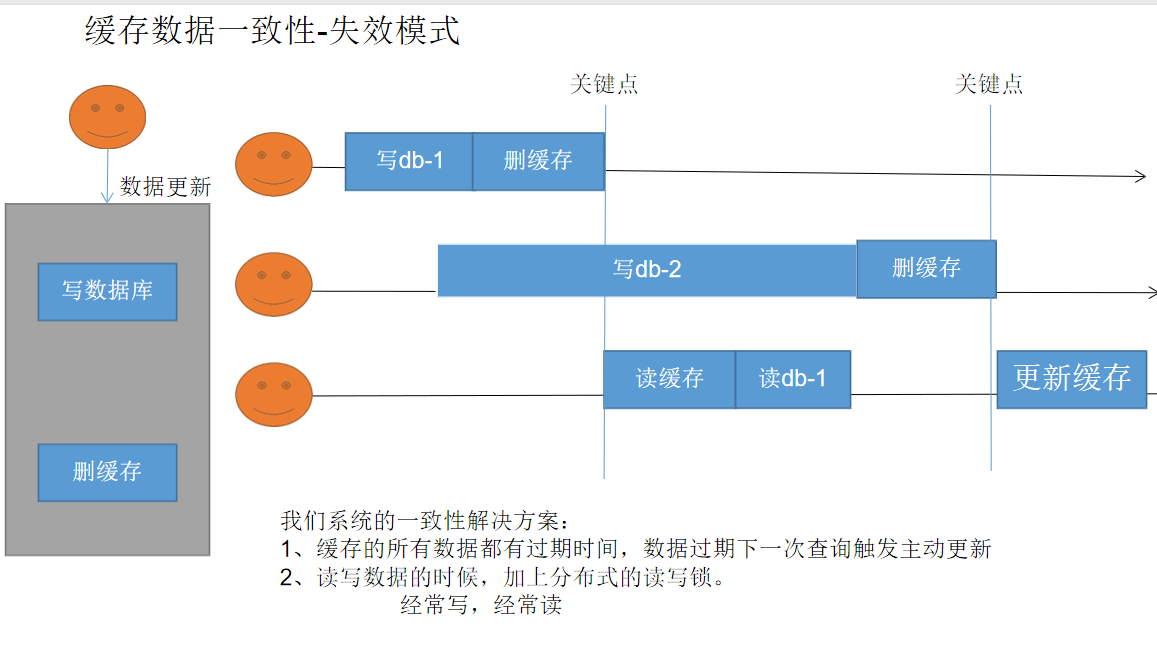 缓存数据一致性-失效模式
关键点
关键点
数据更新
写数据库
删缓存
写db-1
删缓存
写db-2
删缓存
读缓存
读db-1
更新缓存
我们系统的一致性解决方案：
1、缓存的所有数据都有过期时间，数据过期下一次查询触发主动更新
2、读写数据的时候，加上分布式的读写锁。
经常写，经常读